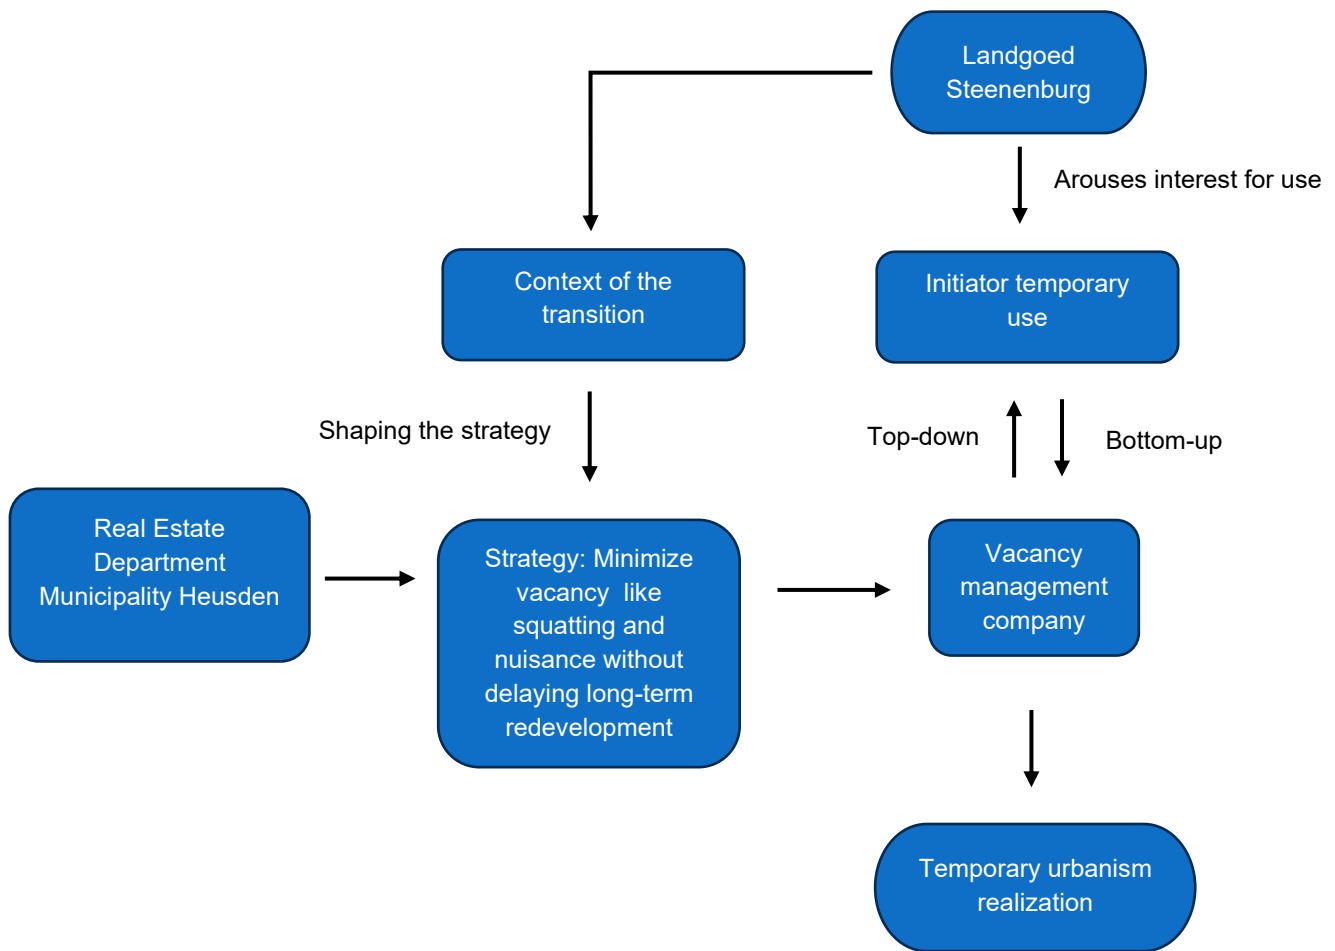 Landgoed
Steenenburg
Arouses interest for use
Context of the
transition
Initiator temporary
use
Shaping the strategy
Top-down
Bottom-up
Real Estate
Department
Municipality Heusden
Strategy: Minimize
vacancy  like
squatting and
nuisance without
delaying long-term
redevelopment
Vacancy
management
company
Temporary urbanism
realization